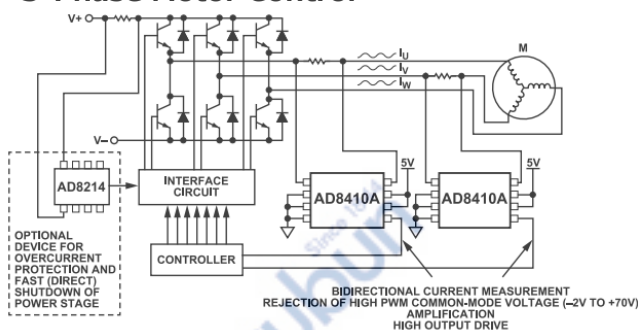 3-Phase Motor Control
V+
IU
IV
IW
M
V–
5V
5V
AD8214
INTERFACE
CIRCUIT
AD8410A
AD8410A
OPTIONAL
DEVICE FOR
OVERCURRENT
PROTECTION AND
FAST (DIRECT)
SHUTDOWN OF
POWER STAGE
CONTROLLER
Since 1844
BIDIRECTIONAL CURRENT MEASUREMENT
REJECTION OF HIGH PWM COMMON-MODE VOLTAGE (–2V TO +70V)
AMPLIFICATION
HIGH OUTPUT DRIVE